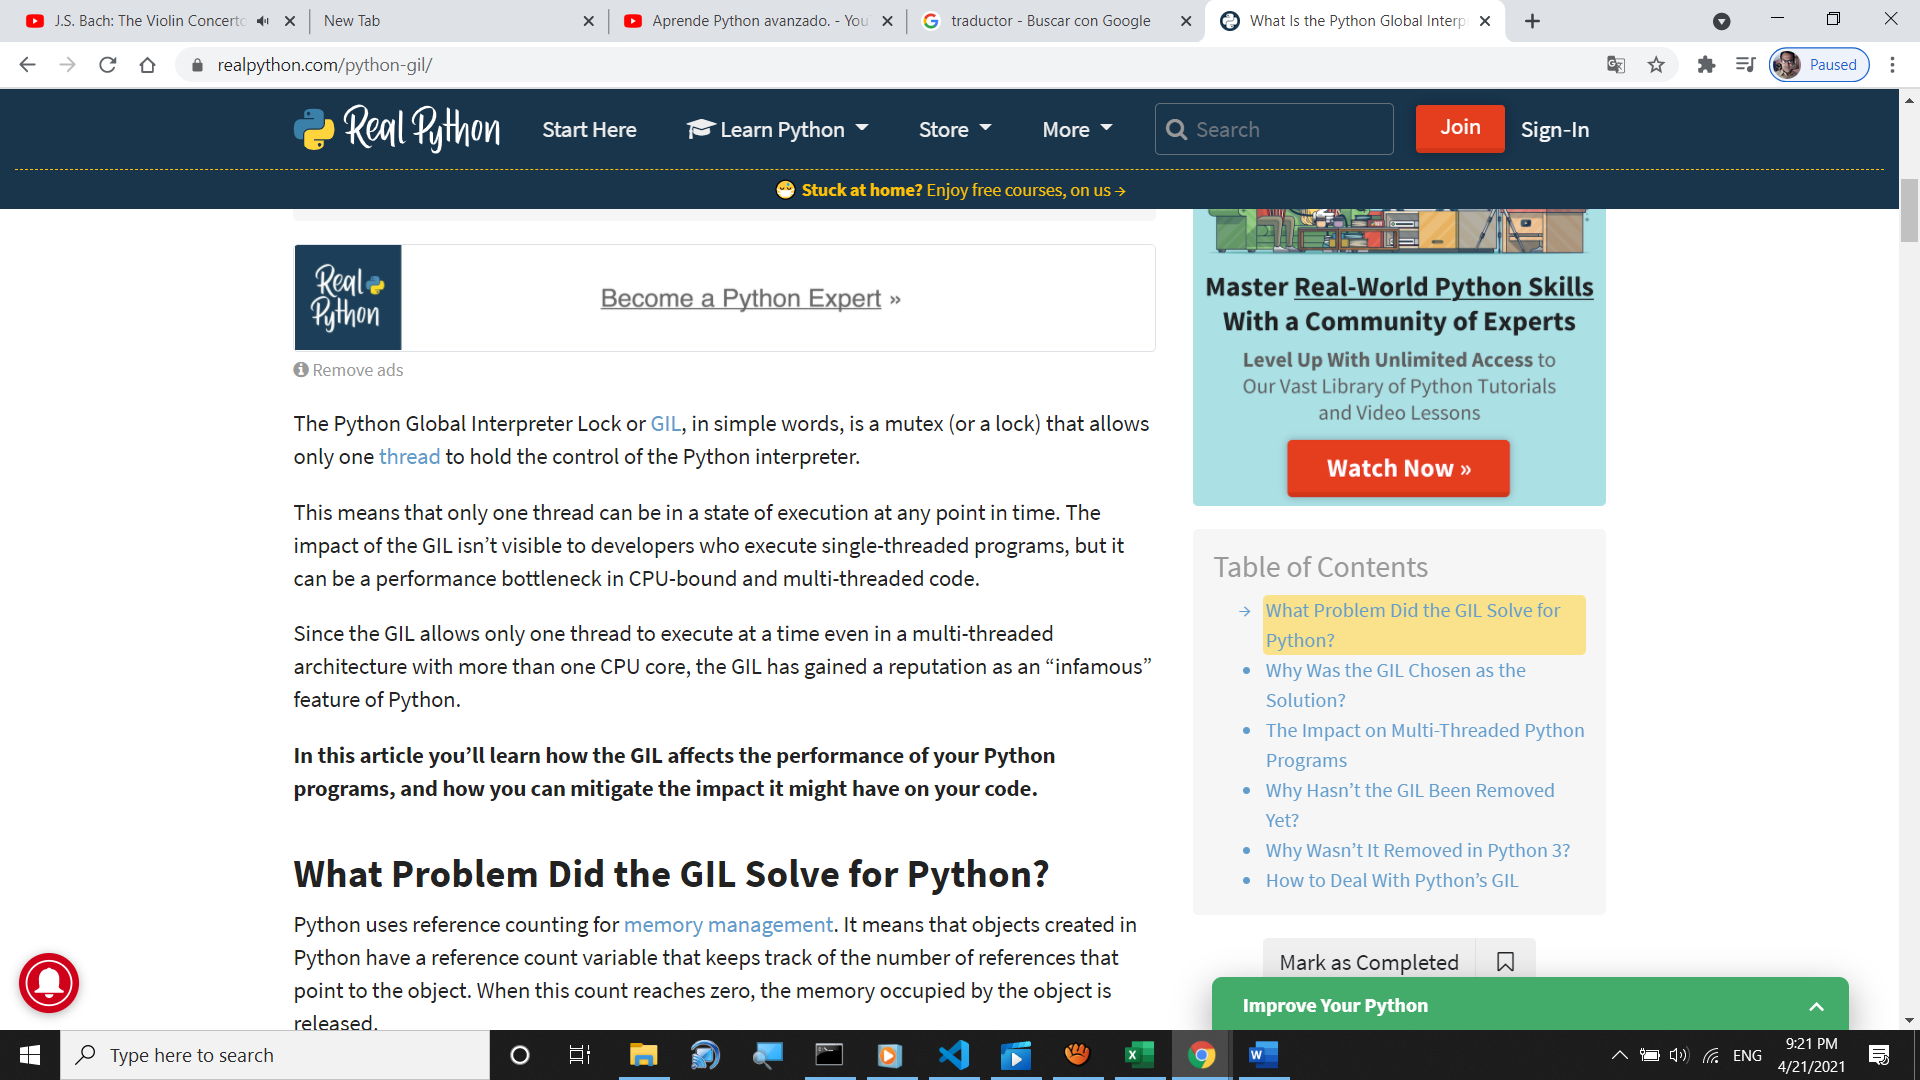 J.S. Bach: The Violin Concerto
New Tab
Aprende Python avanzado. - You
traductor - Buscar con Google
What Is the Python Global Interp
realpython.com/python-gil/
Paused
Real Python
Start Here
Learn Python
Store
More
Search
Join
Sign-In
Stuck at home? Enjoy free courses, on us →
Real
Python
Become a Python Expert »
Remove ads
The Python Global Interpreter Lock or GIL, in simple words, is a mutex (or a lock) that allows
only one thread to hold the control of the Python interpreter.
This means that only one thread can be in a state of execution at any point in time. The
impact of the GIL isn’t visible to developers who execute single-threaded programs, but it
can be a performance bottleneck in CPU-bound and multi-threaded code.
Since the GIL allows only one thread to execute at a time even in a multi-threaded
architecture with more than one CPU core, the GIL has gained a reputation as an “infamous”
feature of Python.
In this article you’ll learn how the GIL affects the performance of your Python
programs, and how you can mitigate the impact it might have on your code.
What Problem Did the GIL Solve for Python?
Python uses reference counting for memory management. It means that objects created in
Python have a reference count variable that keeps track of the number of references that
point to the object. When this count reaches zero, the memory occupied by the object is
released.
Master Real-World Python Skills
With a Community of Experts
Level Up With Unlimited Access to
Our Vast Library of Python Tutorials
and Video Lessons
Watch Now »
Table of Contents
→ What Problem Did the GIL Solve for
Python?
• Why Was the GIL Chosen as the
Solution?
• The Impact on Multi-Threaded Python
Programs
• Why Hasn’t the GIL Been Removed
Yet?
• Why Wasn’t It Removed in Python 3?
• How to Deal With Python’s GIL
Mark as Completed
Improve Your Python
Type here to search
ENG
9:21 PM
4/21/2021